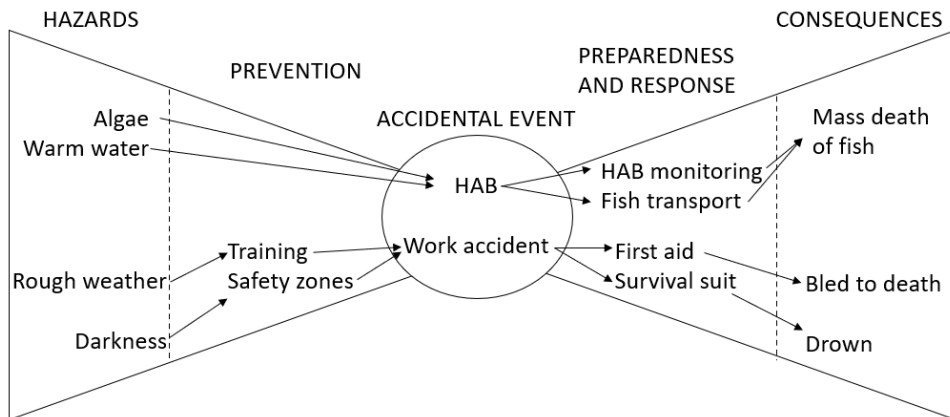 HAZARDS
CONSEQUENCES
PREVENTION
PREPAREDNESS
AND RESPONSE
ACCIDENTAL EVENT
Algae
Warm water
HAB
HAB monitoring
Fish transport
Mass death
of fish
Rough weather
Darkness
Training
Safety zones
Work accident
First aid
Survival suit
Bled to death
Drown